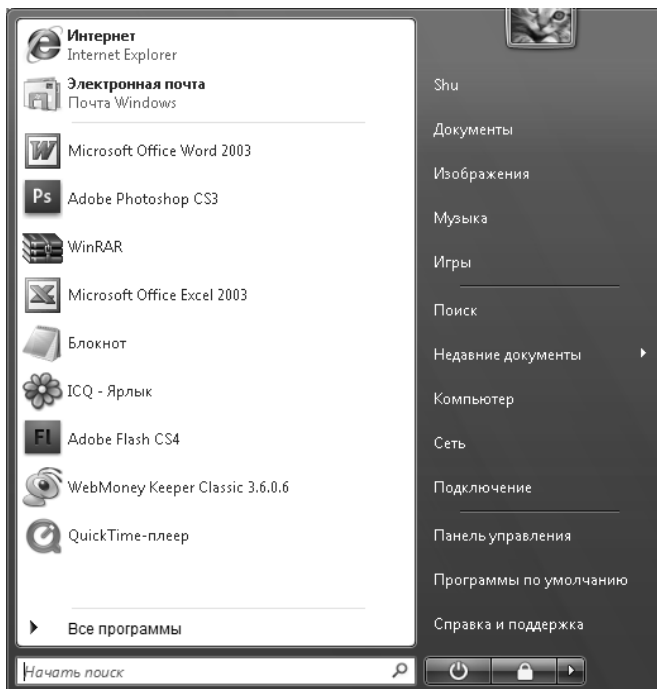 Интернет
Internet Explorer
Электронная почта
Почта Windows
Microsoft Office Word 2003
Ps
Adobe Photoshop CS3
WinRAR
Microsoft Office Excel 2003
Блокнот
ICQ - Ярлык
Fl
Adobe Flash CS4
WebMoney Keeper Classic 3.6.0.6
QuickTime-плеер
Все программы
Начать поиск
Shu
Документы
Изображения
Музыка
Игры
Поиск
Недавние документы
Компьютер
Сеть
Подключение
Панель управления
Программы по умолчанию
Справка и поддержка